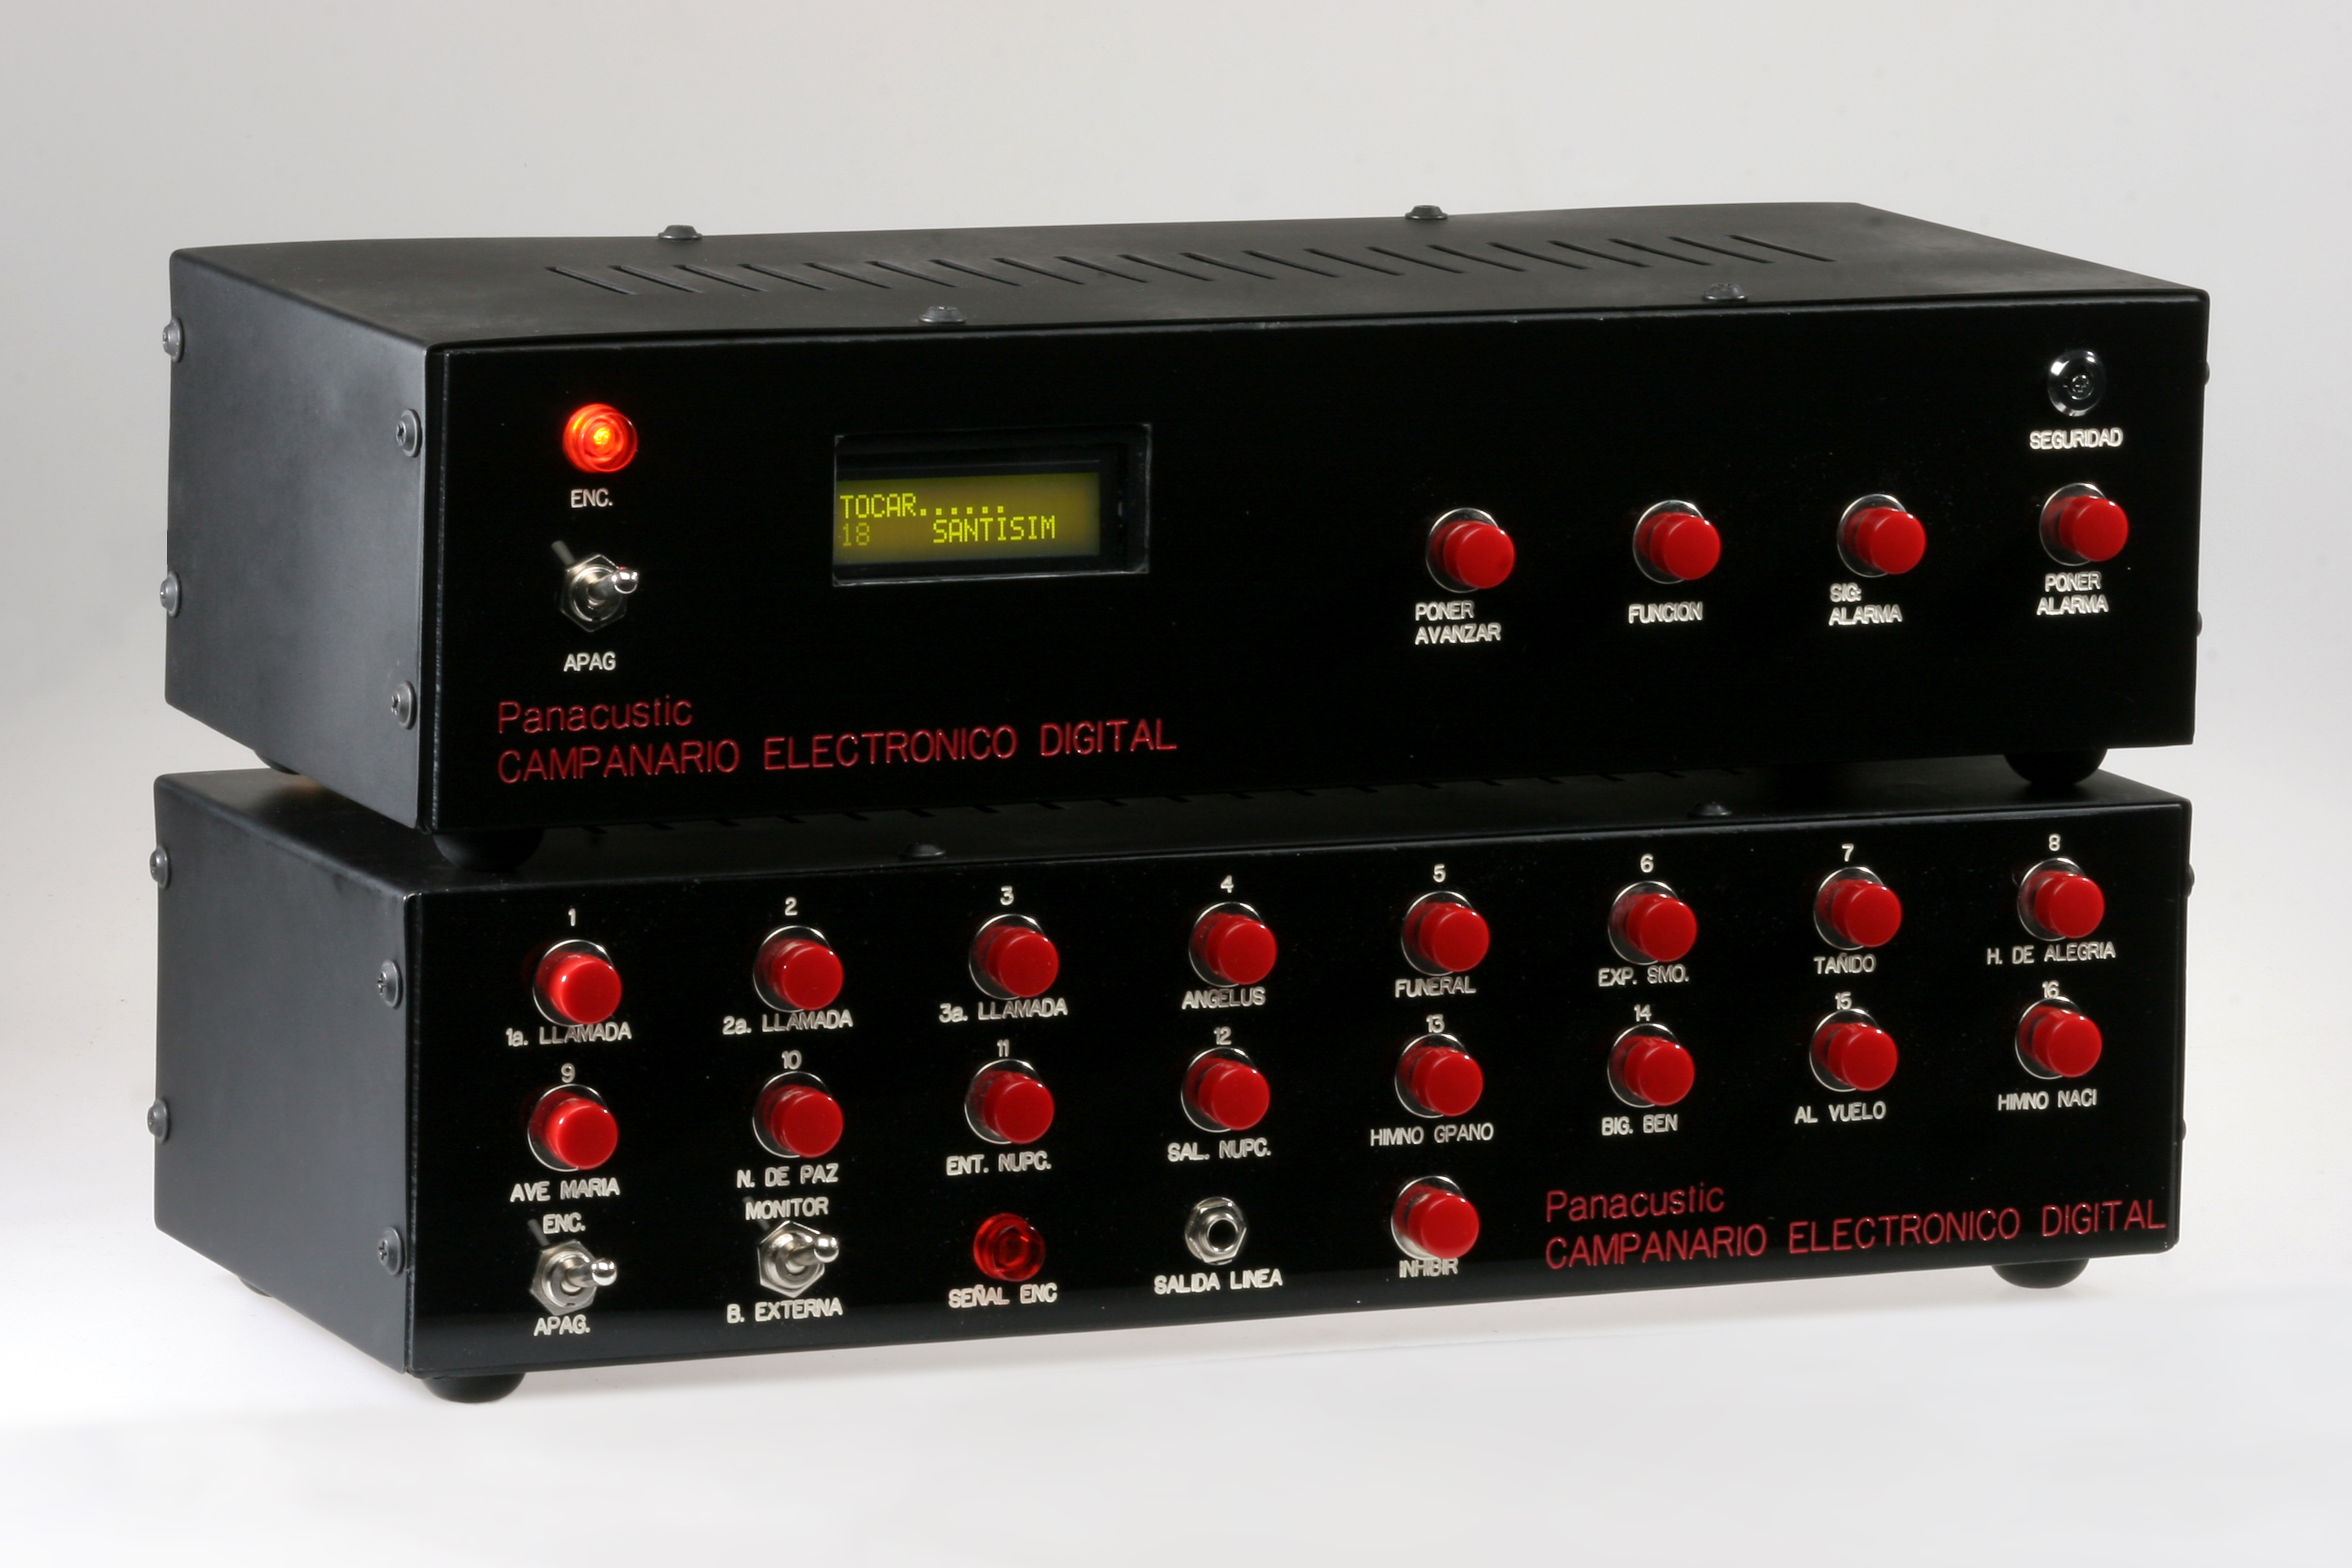 ENC.
APAG
TOCAR......
18 SANTISIM
SEGURIDAD
PONER
AVANZAR
FUNCION
SIG:
ALARMA
PONER
ALARMA
Panacustic
CAMPANARIO ELECTRONICO DIGITAL
1 2 3 4 5 6 7 8
1a. LLAMADA 2a. LLAMADA 3a. LLAMADA ANGELUS FUNERAL EXP. SMO. TAÑIDO H. DE ALEGRIA
9 10 11 12 13 14 15 16
AVE MARIA N. DE PAZ ENT. NUPC. SAL. NUPC. HIMNO GPANO BIG. BEN AL VUELO HIMNO NACI
ENC. MONITOR
APAG. B. EXTERNA SEÑAL ENC SALIDA LINEA INHIBIR
Panacustic
CAMPANARIO ELECTRONICO DIGITAL